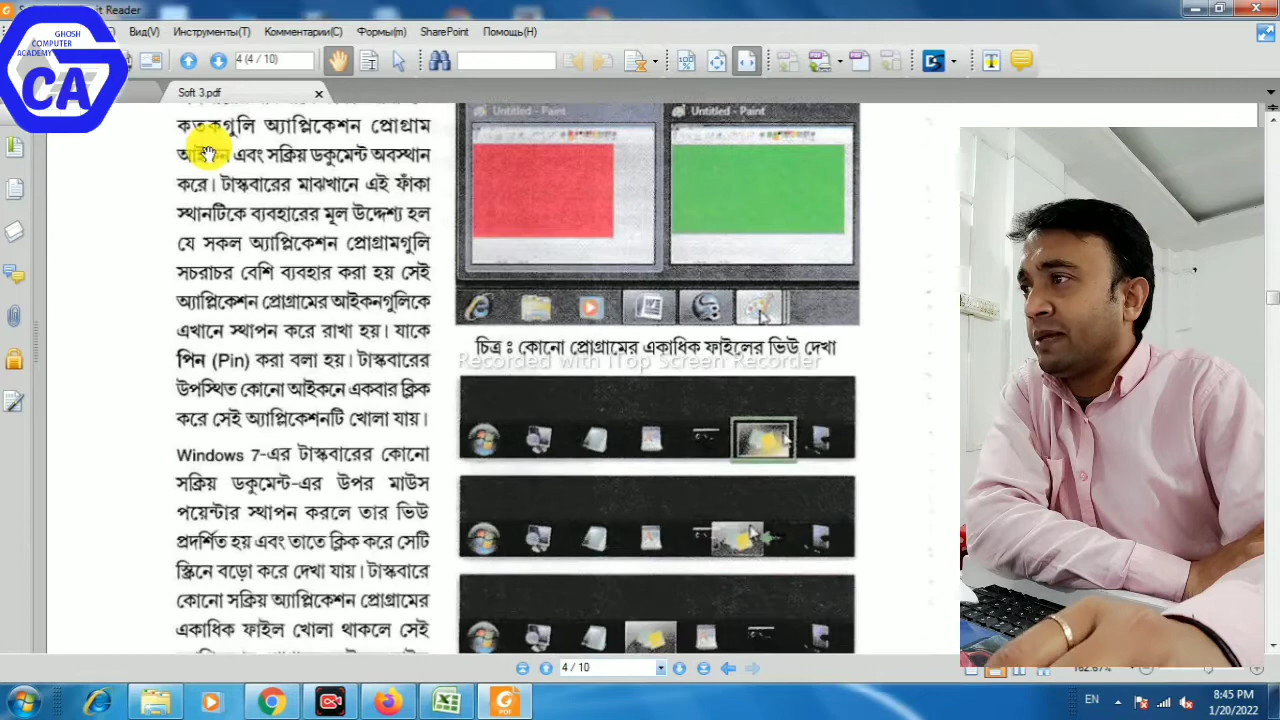 GHOSH
COMPUTER
ACADEMY
CA
it Reader
Вид(V) Инструменты(T) Комментарии(C) Формы(m) SharePoint Помощь(H)
4 (4 / 10)
Soft 3.pdf
কতকগুলি অ্যাপ্লিকেশন প্রোগ্রাম
এবং সক্রিয় ডকুমেন্ট অবস্থান
করে। টাস্কবারের মাঝখানে এই ফাঁকা
স্থানটিকে ব্যবহারের মূল উদ্দেশ্য হল
যে সকল অ্যাপ্লিকেশন প্রোগ্রামগুলি
সচরাচর বেশি ব্যবহার করা হয় সেই
অ্যাপ্লিকেশন প্রোগ্রামের আইকনগুলিকে
এখানে স্থাপন করে রাখা হয়। যাকে
পিন (Pin) করা বলা হয়। টাস্কবারের
উপস্থিত কোনো আইকনে একবার ক্লিক
করে সেই অ্যাপ্লিকেশনটি খোলা যায়।
Windows 7-এর টাস্কবারের কোনো
সক্রিয় ডকুমেন্ট-এর উপর মাউস
পয়েন্টার স্থাপন করলে তার ভিউ
প্রদর্শিত হয় এবং তাতে ক্লিক করে সেটি
স্ক্রিনে বড়ো করে দেখা যায়। টাস্কবারে
কোনো সক্রিয় অ্যাপ্লিকেশন প্রোগ্রামের
একাধিক ফাইল খোলা থাকলে সেই
Untitled - Paint Untitled - Paint
চিত্র ঃ কোনো প্রোগ্রামের একাধিক ফাইলের ভিউ দেখা
Recorded with iTop Screen Recorder
4 / 10
162.67%
EN
8:45 PM
1/20/2022